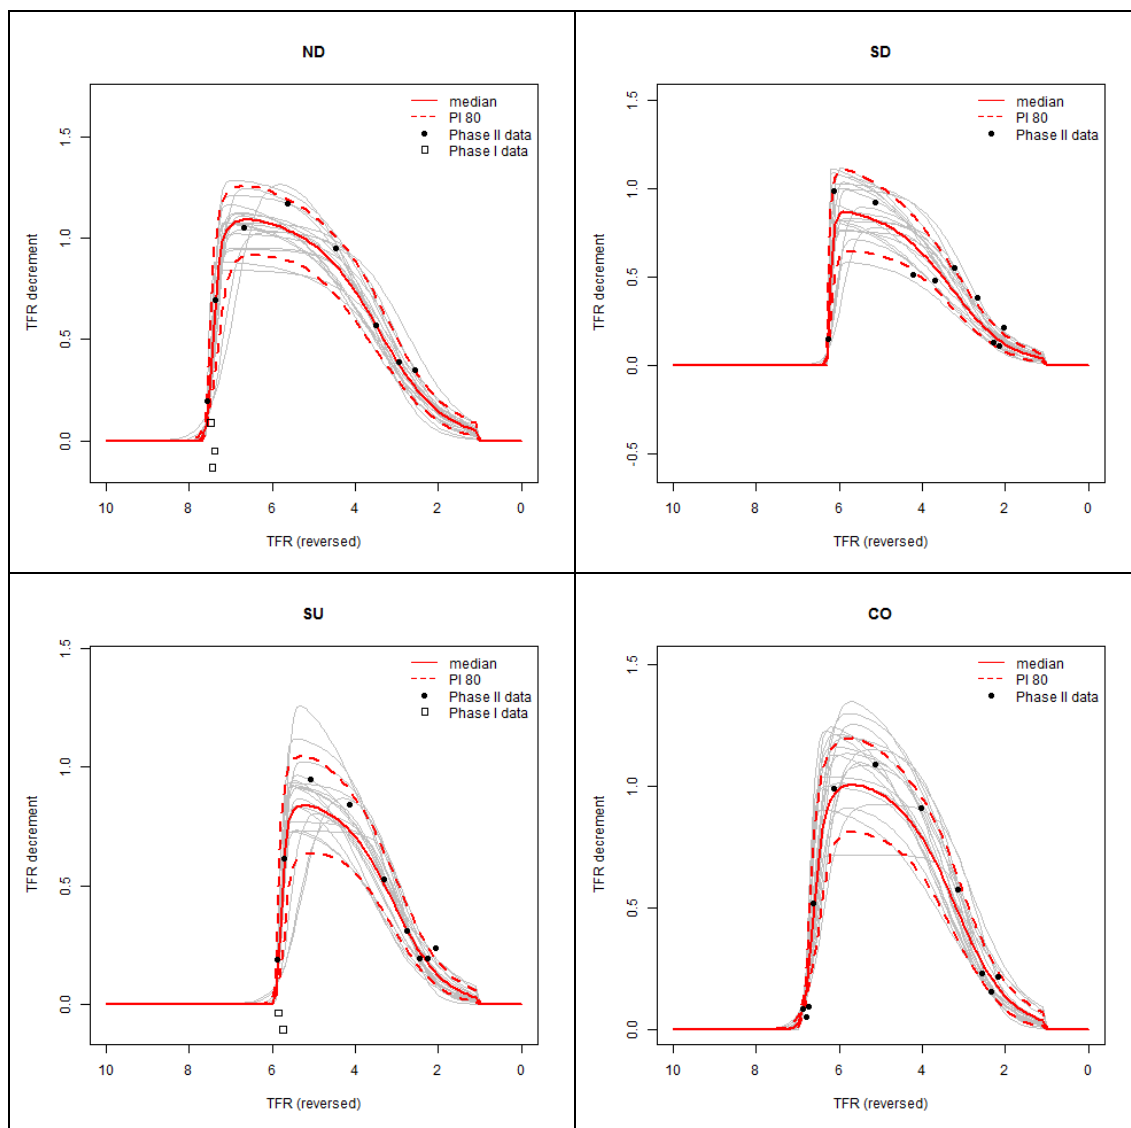 ND
median
PI 80
Phase II data
Phase I data
TFR decrement
1.5
1.0
0.5
0.0
10 8 6 4 2 0
TFR (reversed)
SD
median
PI 80
Phase II data
TFR decrement
1.5
1.0
0.5
0.0
-0.5
10 8 6 4 2 0
TFR (reversed)
SU
median
PI 80
Phase II data
Phase I data
TFR decrement
1.5
1.0
0.5
0.0
10 8 6 4 2 0
TFR (reversed)
CO
median
PI 80
Phase II data
TFR decrement
1.5
1.0
0.5
0.0
10 8 6 4 2 0
TFR (reversed)